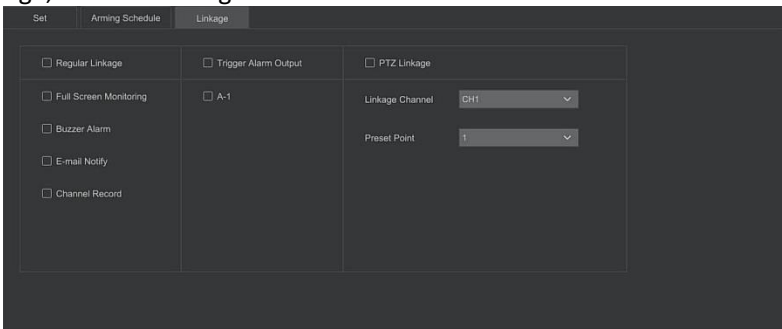 Set Arming Schedule Linkage
Regular Linkage Trigger Alarm Output PTZ Linkage
Full Screen Monitoring A-1 Linkage Channel CH1
Buzzer Alarm
Preset Point 1
E-mail Notify
Channel Record